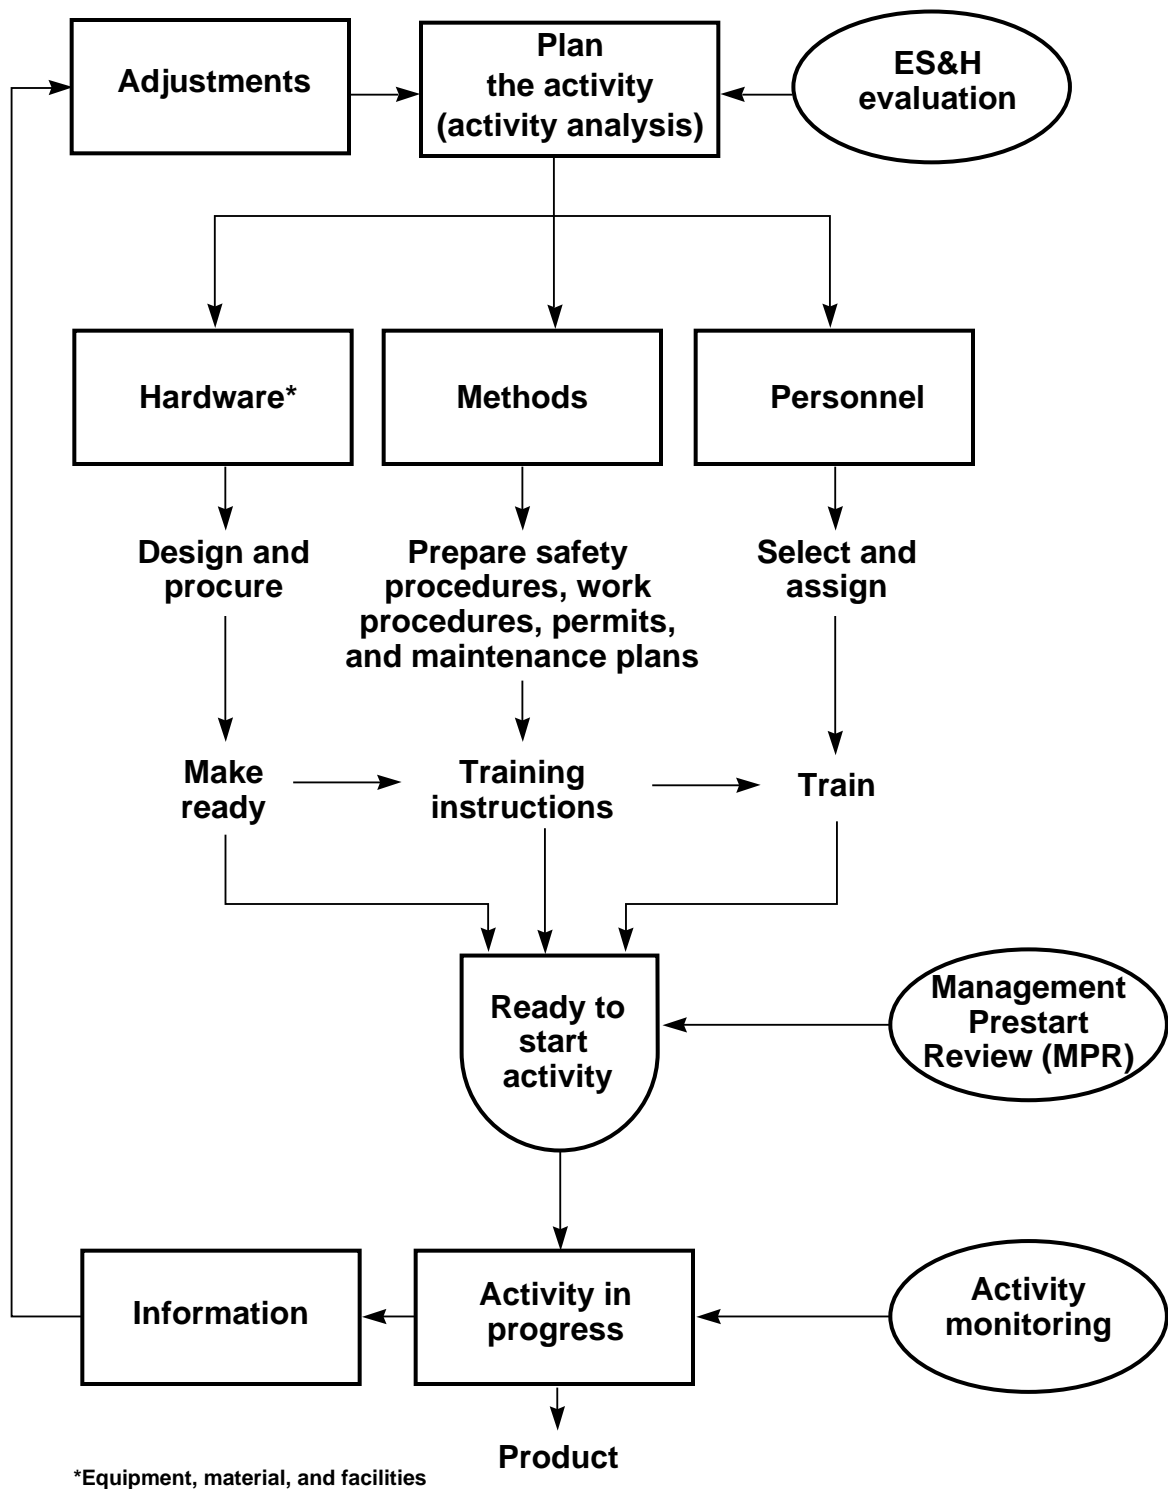 Adjustments
Plan
the activity
(activity analysis)
ES&H
evaluation
Hardware*
Methods
Personnel
Design and
procure
Prepare safety
procedures, work
procedures, permits,
and maintenance plans
Select and
assign
Make
ready
Training
instructions
Train
Ready to
start
activity
Management
Prestart
Review (MPR)
Information
Activity in
progress
Activity
monitoring
Product
*Equipment, material, and facilities